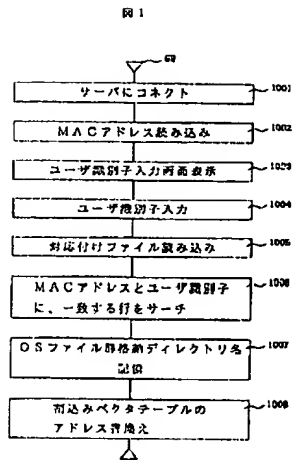 図1
60
サーバにコネクト
1001
MACアドレス読み込み
1002
ユーザ識別子入力画面表示
1003
ユーザ識別子入力
1004
対応付けファイル読み込み
1005
MACアドレスとユーザ識別子
に、一致する行をサーチ
1006
OSファイル群格納ディレクトリ名
記憶
1007
割込みベクタテーブルの
アドレス書換え
1008